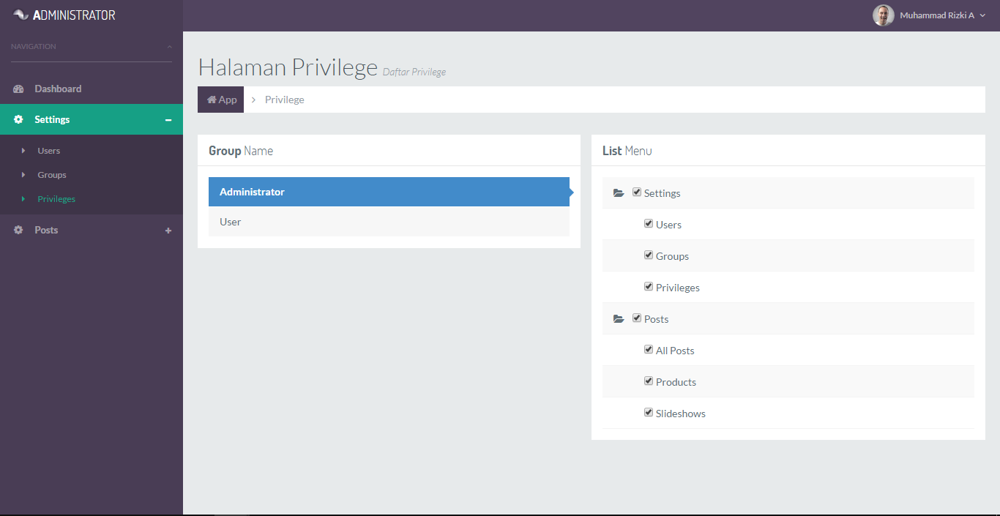 ADMINISTRATOR
Muhammad Rizki A
NAVIGATION
Dashboard
Settings
Users
Groups
Privileges
Posts
Halaman Privilege Daftar Privilege
App > Privilege
Group Name
Administrator
User
List Menu
Settings
Users
Groups
Privileges
Posts
All Posts
Products
Slideshows